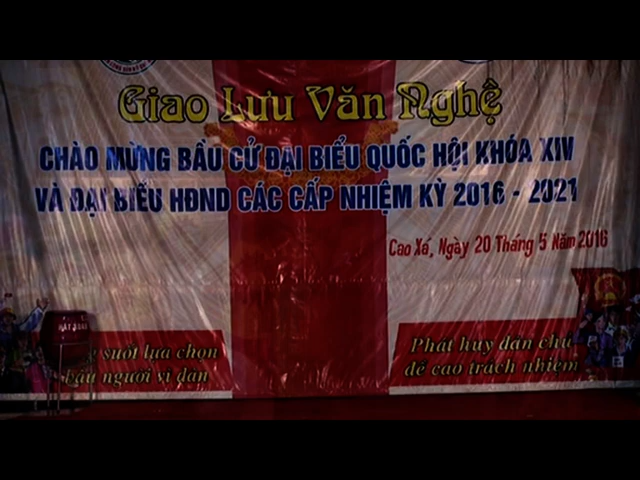 Giao Lưu Văn Nghệ
CHÀO MỪNG BẦU CỬ ĐẠI BIỂU QUỐC HỘI KHÓA XIV
VÀ ĐẠI BIỂU HĐND CÁC CẤP NHIỆM KỲ 2016 - 2021
Cao Xá, Ngày 20 Tháng 5 Năm 2016
suốt lựa chọn
bầu người vì dân
Phát huy dân chủ
đề cao trách nhiệm